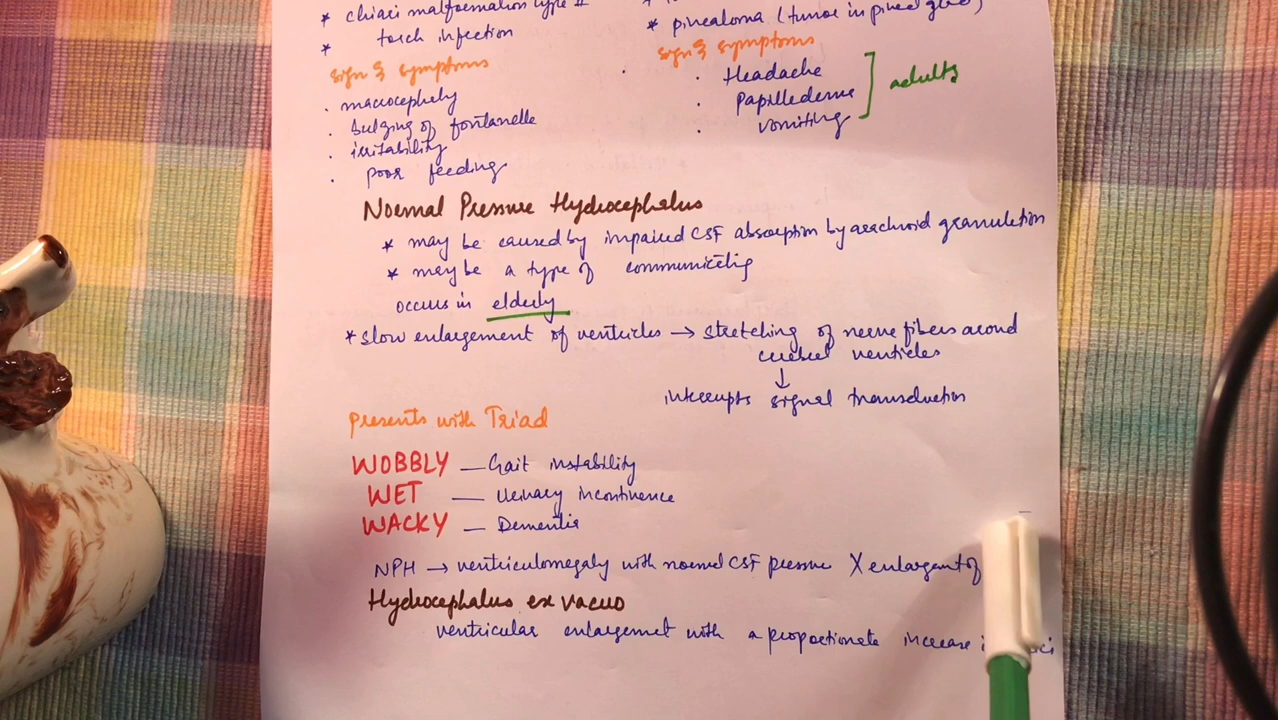 * chiari malformation type II
* torch infection
sign & symptoms
. macrocephely
. bulging of fontanelle
. irritability
. poor feeding
* pinealoma (tumor in pineal gland)
sign & symptoms
. Headache
. Papilledema
. vomiting
adults
Normal Pressure Hydrocephalus
* may be caused by impaired CSF absorption by arachnoid granulation
* may be a type of communicating
occurs in elderly
* slow enlargement of ventricles → stretching of nerve fibers around
cerebral ventricles
↓
interrupts signal transduction
Presents with Triad
WOBBLY — Gait instability
WET — Urinary incontinence
WACKY — Dementia
NPH → ventriculomegaly with normal CSF pressure X enlargant of
Hydrocephalus ex vacuo
ventricular enlargemet with a proportionate increase